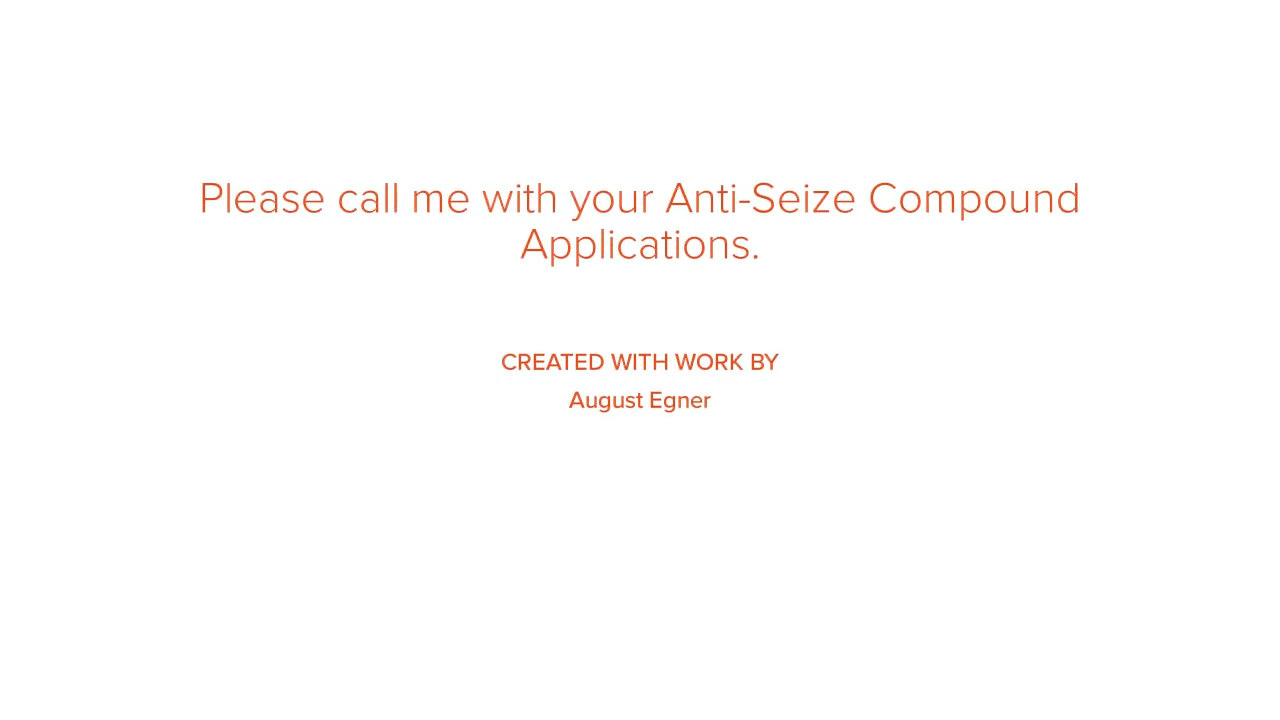 Please call me with your Anti-Seize Compound
Applications.
CREATED WITH WORK BY
August Egner